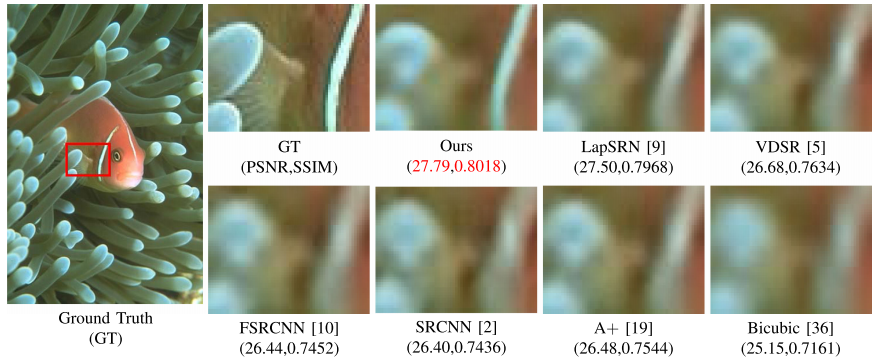 Ground Truth
(GT)
GT
(PSNR,SSIM)
Ours
(27.79,0.8018)
LapSRN [9]
(27.50,0.7968)
VDSR [5]
(26.68,0.7634)
FSRCNN [10]
(26.44,0.7452)
SRCNN [2]
(26.40,0.7436)
A+ [19]
(26.48,0.7544)
Bicubic [36]
(25.15,0.7161)